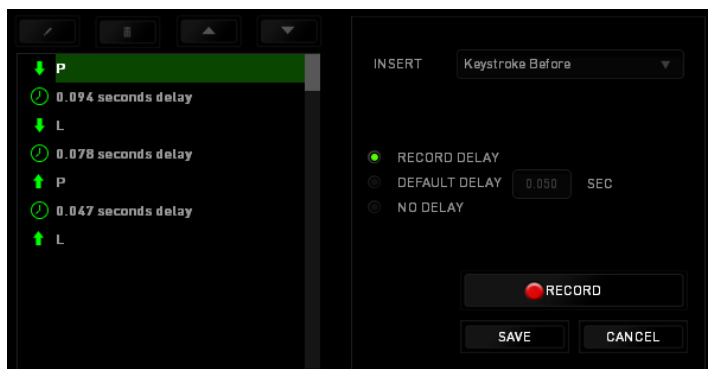 P
0.094 seconds delay
L
0.078 seconds delay
P
0.047 seconds delay
L
INSERT Keystroke Before
RECORD DELAY
DEFAULT DELAY 0.050 SEC
NO DELAY
RECORD
SAVE CANCEL